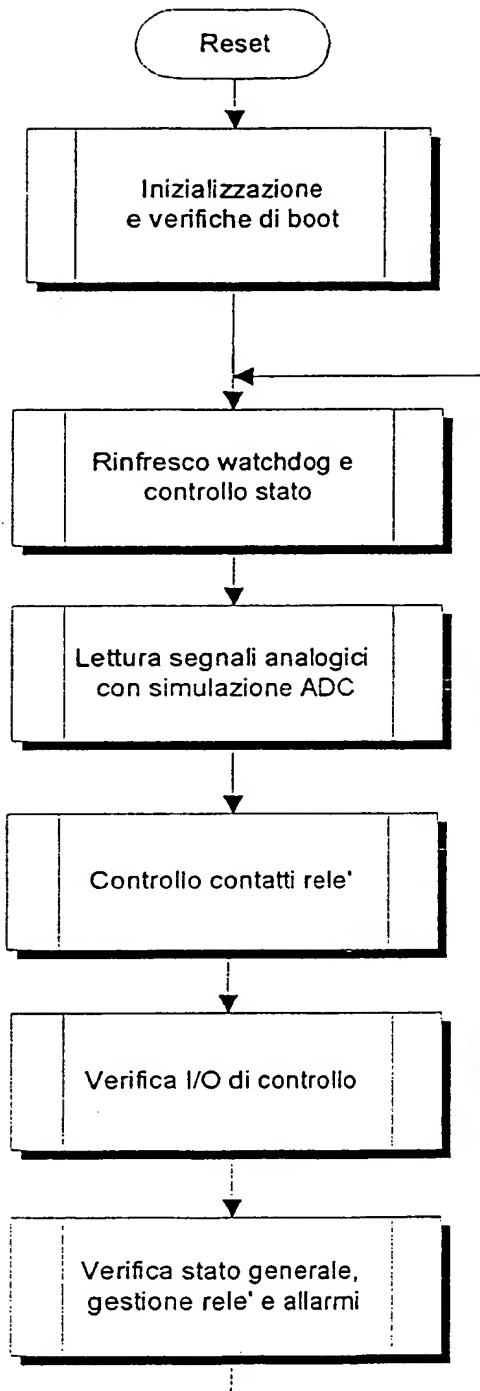 Reset
Inizializzazione
e verifiche di boot
Rinfresco watchdog e
controllo stato
Lettura segnali analogici
con simulazione ADC
Controllo contatti rele'
Verifica I/O di controllo
Verifica stato generale,
gestione rele' e allarmi